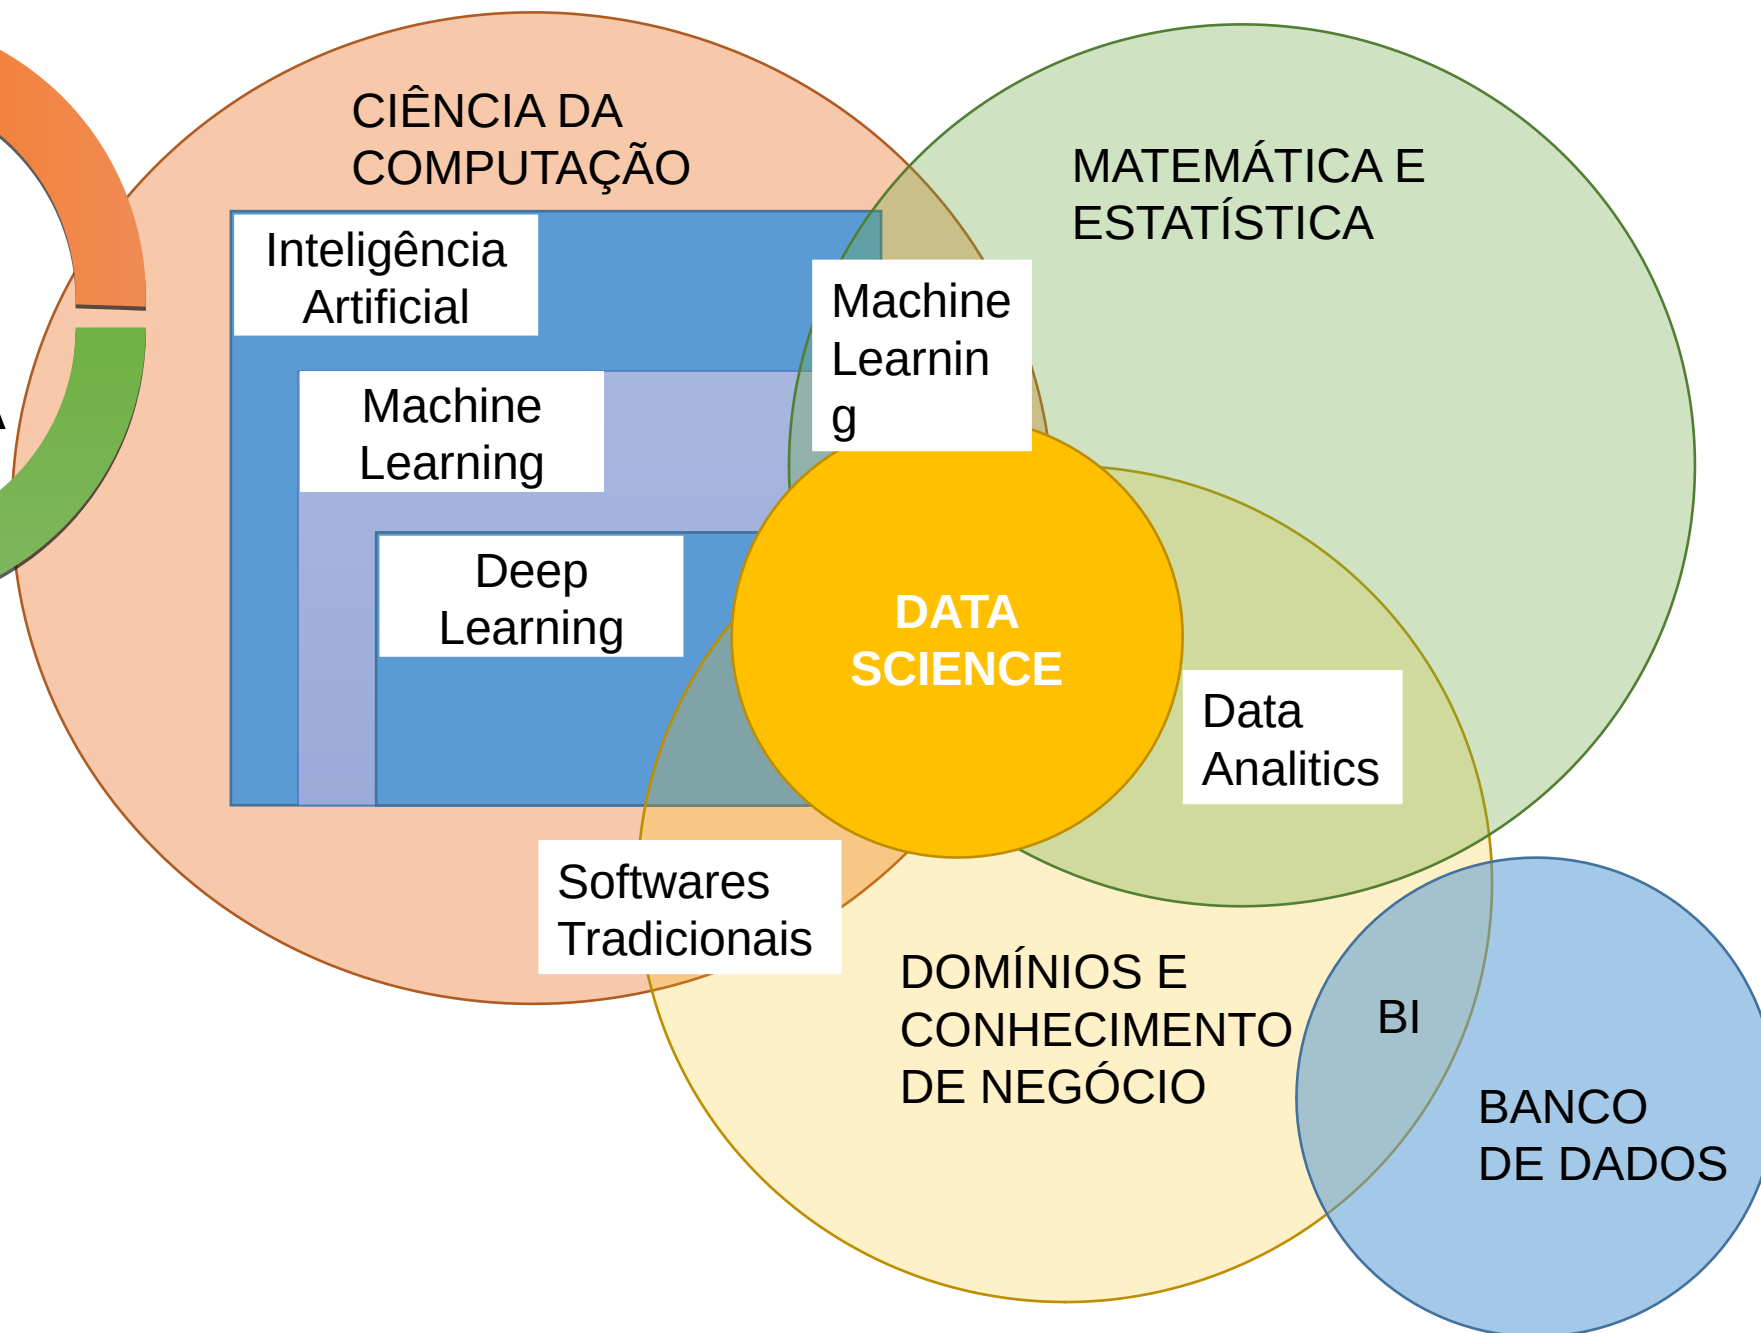 CIÊNCIA DA
COMPUTAÇÃO
MATEMÁTICA E
ESTATÍSTICA
Inteligência
Artificial
Machine
Learnin
g
Machine
Learning
Deep
Learning
DATA
SCIENCE
Data
Analitics
Softwares
Tradicionais
DOMÍNIOS E
CONHECIMENTO
DE NEGÓCIO
BI
BANCO
DE DADOS